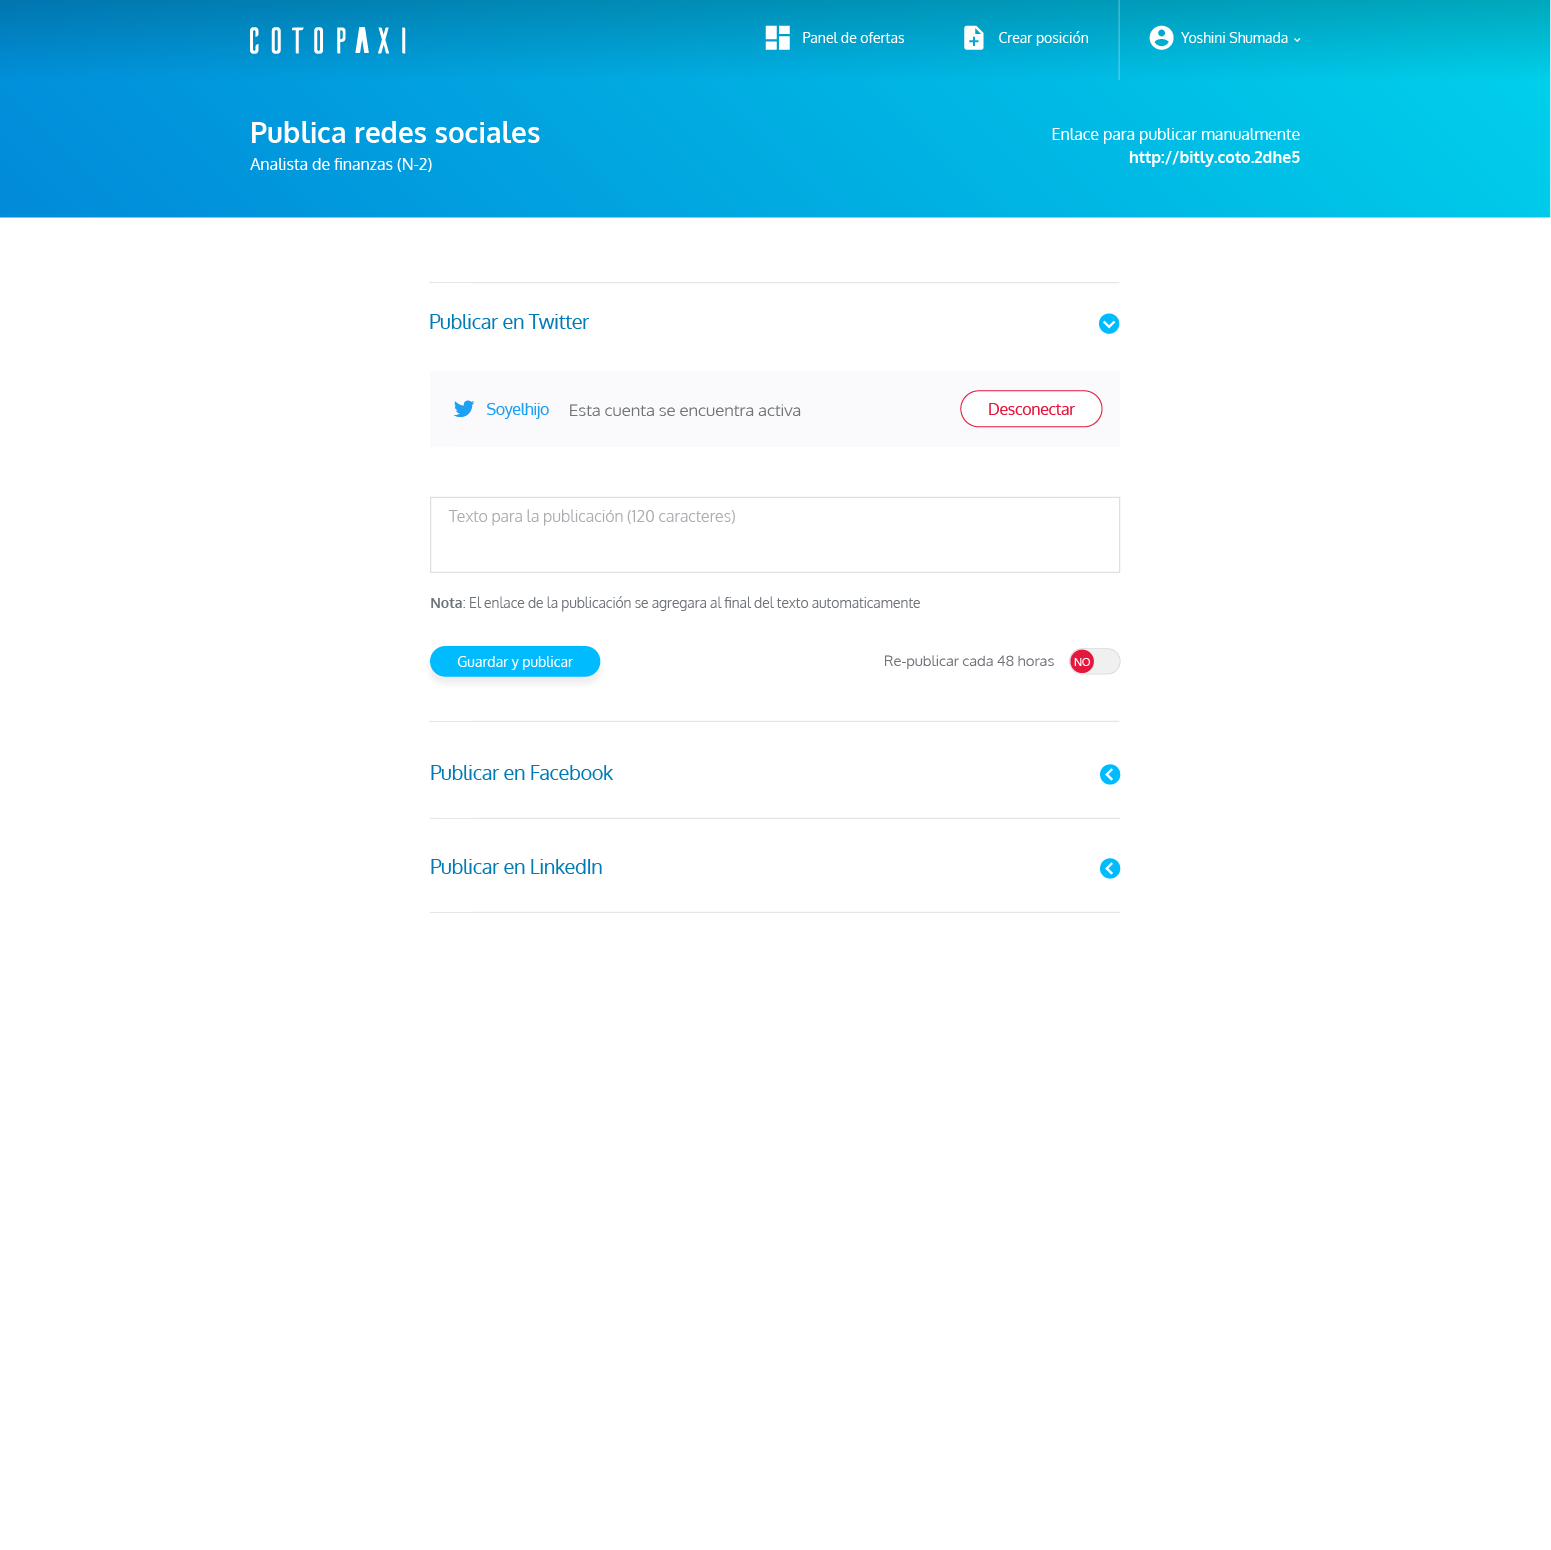 COTOPAXI
Panel de ofertas
Crear posición
Yoshini Shumada
Publica redes sociales
Analista de finanzas (N-2)
Enlace para publicar manualmente
http://bitly.coto.2dhe5
Publicar en Twitter
Soyelhijo
Esta cuenta se encuentra activa
Desconectar
Texto para la publicación (120 caracteres)
Nota: El enlace de la publicación se agregara al final del texto automaticamente
Guardar y publicar
Re-publicar cada 48 horas
NO
Publicar en Facebook
Publicar en LinkedIn